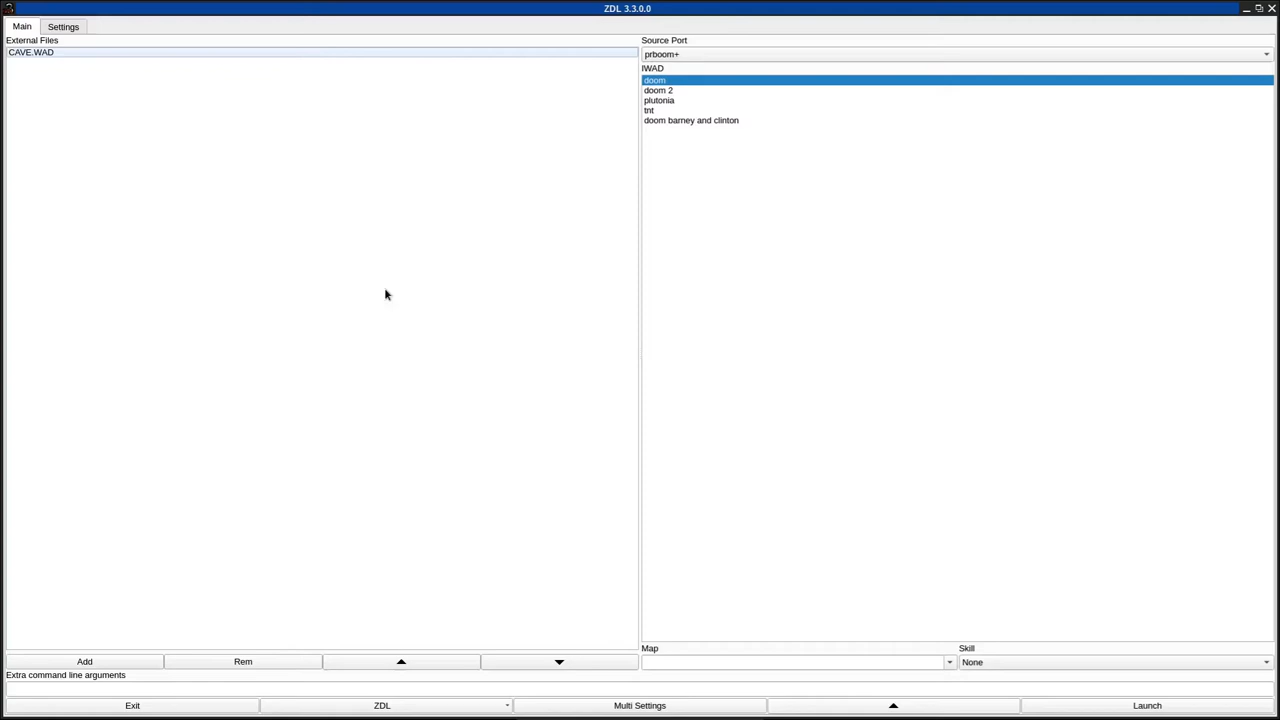 ZDL 3.3.0.0
Main Settings
External Files
CAVE.WAD
Source Port
prboom+
IWAD
doom
doom 2
plutonia
tnt
doom barney and clinton
Map Skill
None
Add Rem
Extra command line arguments
Exit ZDL Multi Settings Launch